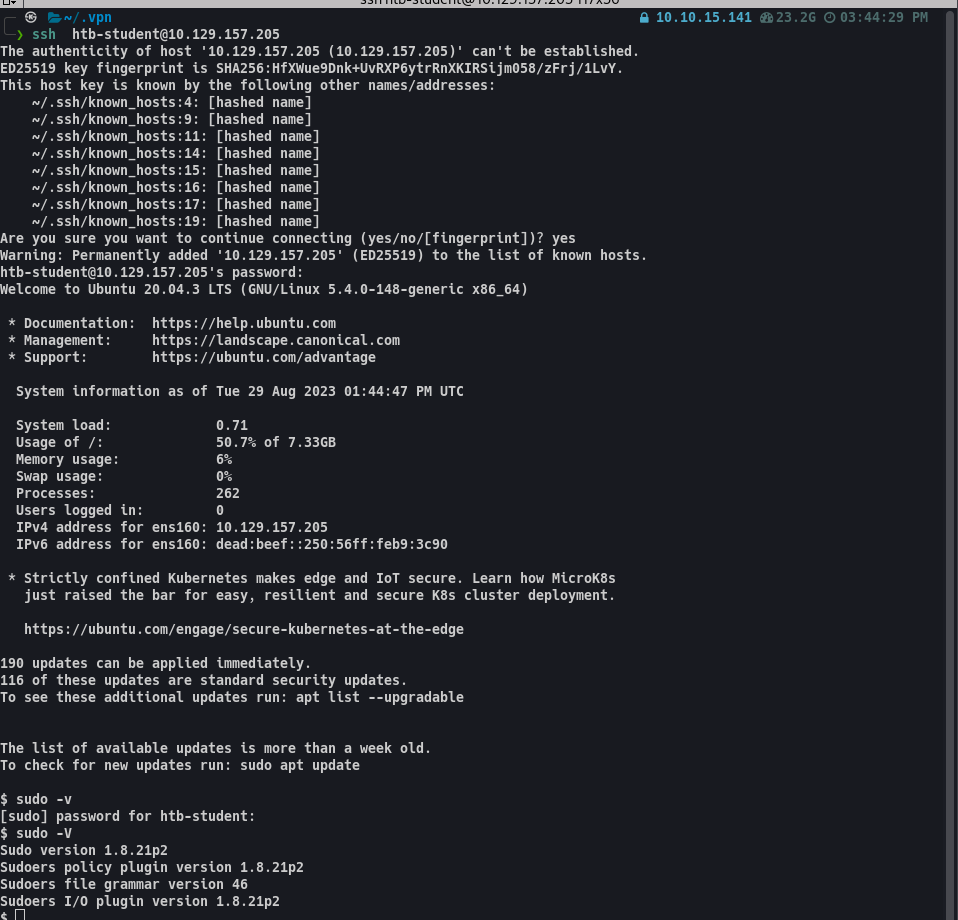 ssh htb-student@10.129.157.205 117x56
~/.vpn 10.10.15.141 23.2G 03:44:29 PM
❯ ssh  htb-student@10.129.157.205
The authenticity of host '10.129.157.205 (10.129.157.205)' can't be established.
ED25519 key fingerprint is SHA256:HfXWue9Dnk+UvRXP6ytrRnXKIRSijm058/zFrj/1LvY.
This host key is known by the following other names/addresses:
    ~/.ssh/known_hosts:4: [hashed name]
    ~/.ssh/known_hosts:9: [hashed name]
    ~/.ssh/known_hosts:11: [hashed name]
    ~/.ssh/known_hosts:14: [hashed name]
    ~/.ssh/known_hosts:15: [hashed name]
    ~/.ssh/known_hosts:16: [hashed name]
    ~/.ssh/known_hosts:17: [hashed name]
    ~/.ssh/known_hosts:19: [hashed name]
Are you sure you want to continue connecting (yes/no/[fingerprint])? yes
Warning: Permanently added '10.129.157.205' (ED25519) to the list of known hosts.
htb-student@10.129.157.205's password:
Welcome to Ubuntu 20.04.3 LTS (GNU/Linux 5.4.0-148-generic x86_64)
 * Documentation:  https://help.ubuntu.com
 * Management:     https://landscape.canonical.com
 * Support:        https://ubuntu.com/advantage
  System information as of Tue 29 Aug 2023 01:44:47 PM UTC
  System load:             0.71
  Usage of /:              50.7% of 7.33GB
  Memory usage:            6%
  Swap usage:              0%
  Processes:               262
  Users logged in:         0
  IPv4 address for ens160: 10.129.157.205
  IPv6 address for ens160: dead:beef::250:56ff:feb9:3c90
 * Strictly confined Kubernetes makes edge and IoT secure. Learn how MicroK8s
   just raised the bar for easy, resilient and secure K8s cluster deployment.
   https://ubuntu.com/engage/secure-kubernetes-at-the-edge
190 updates can be applied immediately.
116 of these updates are standard security updates.
To see these additional updates run: apt list --upgradable
The list of available updates is more than a week old.
To check for new updates run: sudo apt update
$ sudo -v
[sudo] password for htb-student:
$ sudo -V
Sudo version 1.8.21p2
Sudoers policy plugin version 1.8.21p2
Sudoers file grammar version 46
Sudoers I/O plugin version 1.8.21p2
$